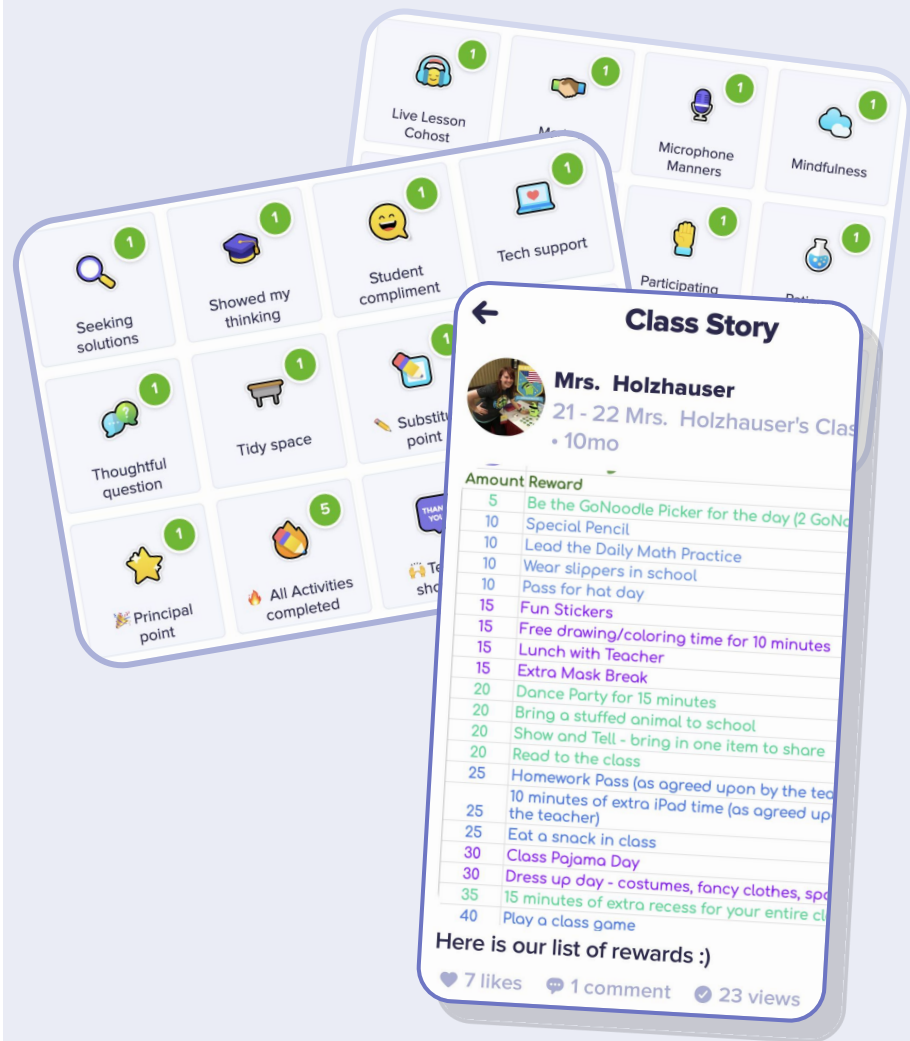 1
Live Lesson
Cohost
1
1
Microphone
Manners
1
Mindfulness
1
Participating
1
1
Seeking
solutions
1
Showed my
thinking
1
Student
compliment
1
Tech support
1
Thoughtful
question
1
Tidy space
1
point
1
🎉 Principal
point
5
🔥 All Activities
completed
THAN
YOU
Class Story
Mrs. Holzhauser
21 - 22 Mrs. Holzhauser's Clas
• 10mo
Amount Reward
5 Be the GoNoodle Picker for the day (2 GoNo
10 Special Pencil
10 Lead the Daily Math Practice
10 Wear slippers in school
10 Pass for hat day
15 Fun Stickers
15 Free drawing/coloring time for 10 minutes
15 Lunch with Teacher
15 Extra Mask Break
20 Dance Party for 15 minutes
20 Bring a stuffed animal to school
20 Show and Tell - bring in one item to share
20 Read to the class
25 Homework Pass (as agreed upon by the tea
25 10 minutes of extra iPad time (as agreed up
the teacher)
25 Eat a snack in class
30 Class Pajama Day
30 Dress up day - costumes, fancy clothes, spo
35 15 minutes of extra recess for your entire cl
40 Play a class game
Here is our list of rewards :)
7 likes 1 comment 23 views